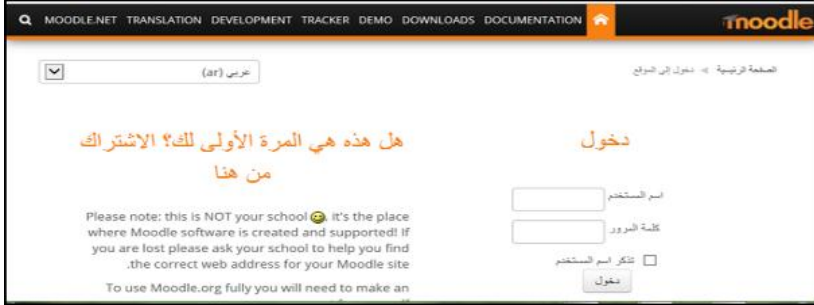 MOODLE.NET TRANSLATION DEVELOPMENT TRACKER DEMO DOWNLOADS DOCUMENTATION
moodle
الصفحة الرئيسية ► دخول إلى الموقع
عربي (ar)
دخول
اسم المستخدم
كلمة المرور
تذكر اسم المستخدم
دخول
هل هذه هي المرة الأولى لك؟ الاشتراك
من هنا
Please note: this is NOT your school, it's the place
where Moodle software is created and supported! If
you are lost please ask your school to help you find
.the correct web address for your Moodle site
To use Moodle.org fully you will need to make an